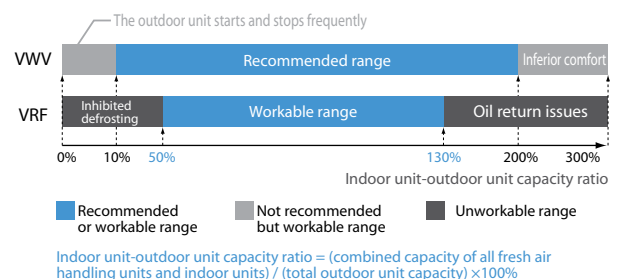 The outdoor unit starts and stops frequently
VWV
Recommended range
Inferior comfort
VRF
Inhibited
defrosting
Workable range
Oil return issues
0% 10% 50% 130% 200% 300%
Indoor unit-outdoor unit capacity ratio
Recommended
or workable range
Not recommended
but workable range
Unworkable range
Indoor unit-outdoor unit capacity ratio = (combined capacity of all fresh air
handling units and indoor units) / (total outdoor unit capacity) ×100%